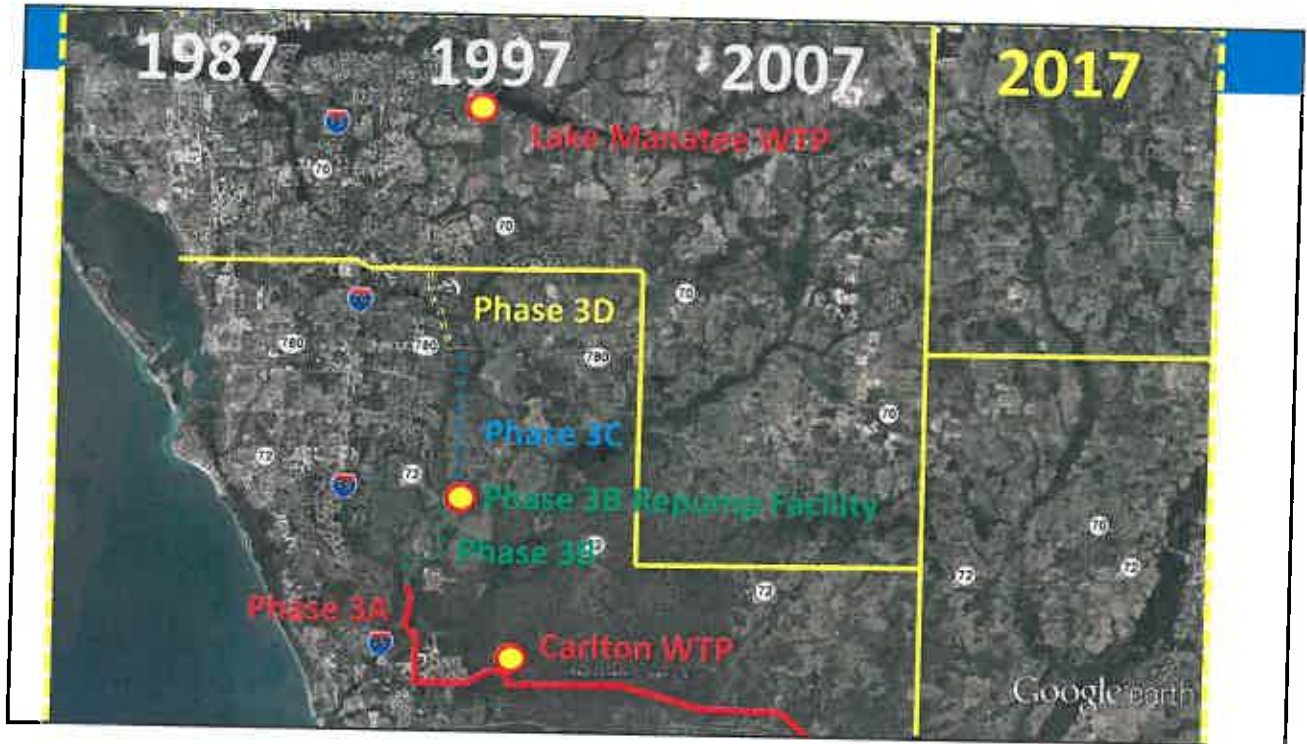 1987 1997 2007 2017
Lake Manatee WTP
70
70
Phase 3D
70
780
780
780
Phase 3C
70
72
72
Phase 3B Repump Facility
Phase 3B
70
72
72
72
Phase 3A
Carlton WTP
Google earth